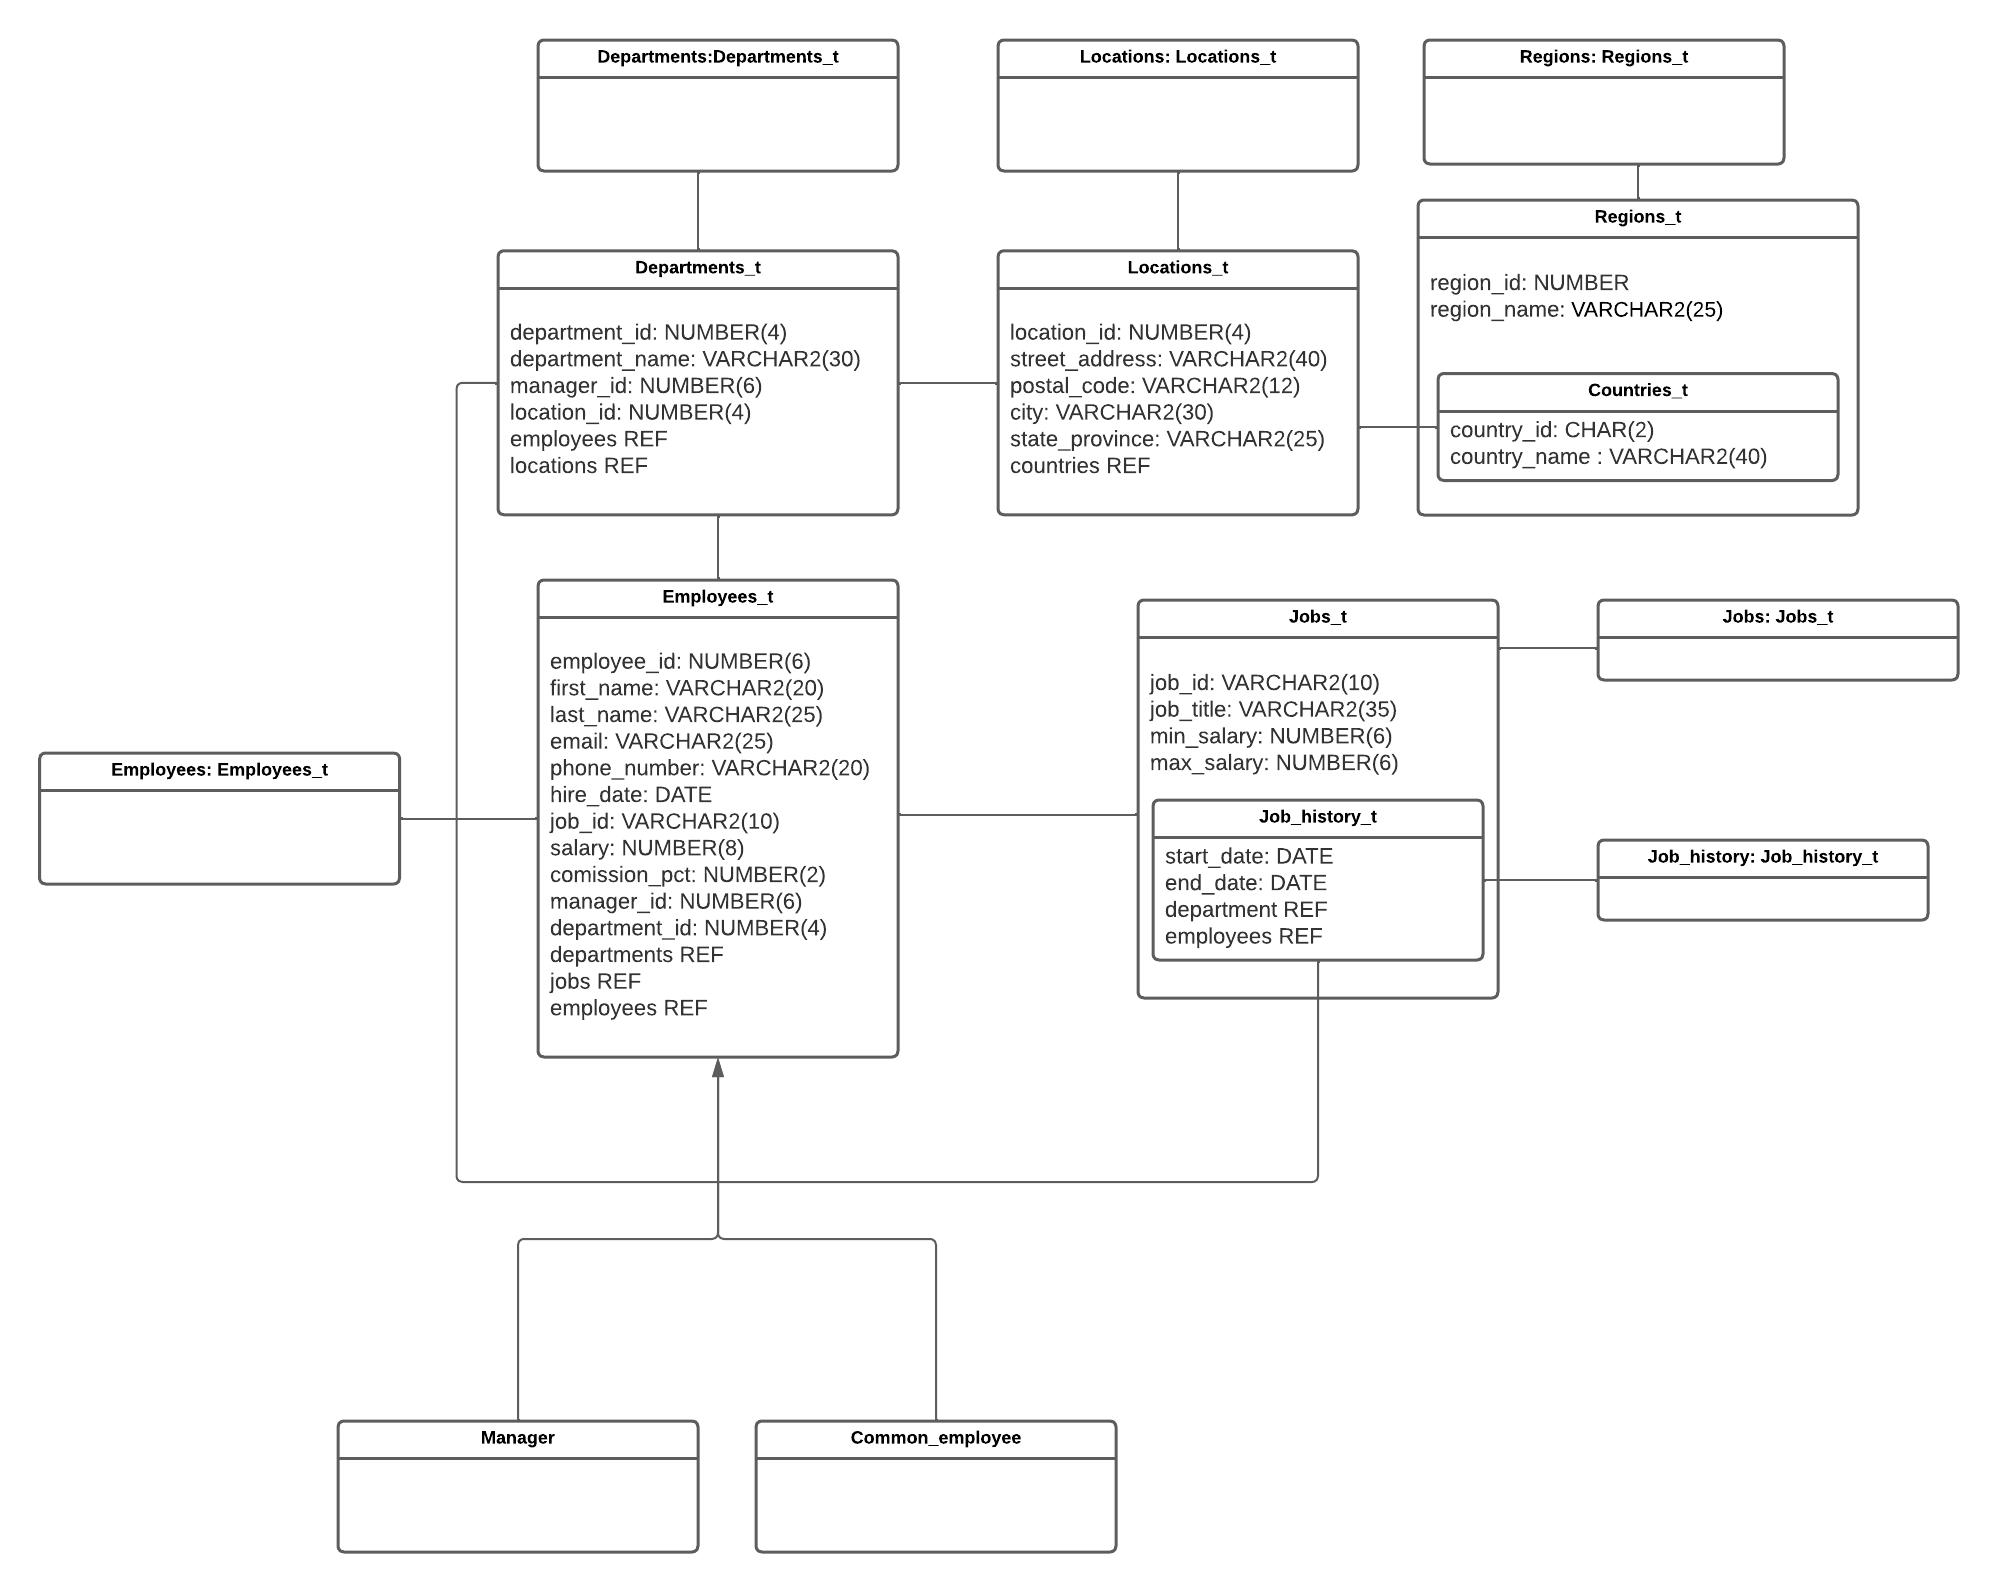 Departments:Departments_t
Locations: Locations_t
Regions: Regions_t
Departments_t
department_id: NUMBER(4)
department_name: VARCHAR2(30)
manager_id: NUMBER(6)
location_id: NUMBER(4)
employees REF
locations REF
Locations_t
location_id: NUMBER(4)
street_address: VARCHAR2(40)
postal_code: VARCHAR2(12)
city: VARCHAR2(30)
state_province: VARCHAR2(25)
countries REF
Regions_t
region_id: NUMBER
region_name: VARCHAR2(25)
Countries_t
country_id: CHAR(2)
country_name : VARCHAR2(40)
Employees: Employees_t
Employees_t
employee_id: NUMBER(6)
first_name: VARCHAR2(20)
last_name: VARCHAR2(25)
email: VARCHAR2(25)
phone_number: VARCHAR2(20)
hire_date: DATE
job_id: VARCHAR2(10)
salary: NUMBER(8)
comission_pct: NUMBER(2)
manager_id: NUMBER(6)
department_id: NUMBER(4)
departments REF
jobs REF
employees REF
Jobs_t
job_id: VARCHAR2(10)
job_title: VARCHAR2(35)
min_salary: NUMBER(6)
max_salary: NUMBER(6)
Job_history_t
start_date: DATE
end_date: DATE
department REF
employees REF
Jobs: Jobs_t
Job_history: Job_history_t
Manager
Common_employee